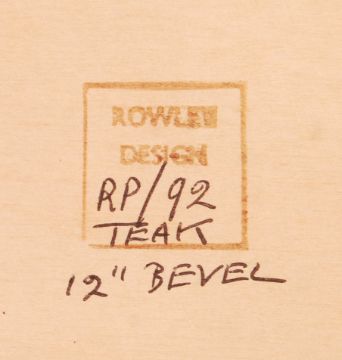 ROWLEY
DESIGN
RP/92
TEAK
12" BEVEL